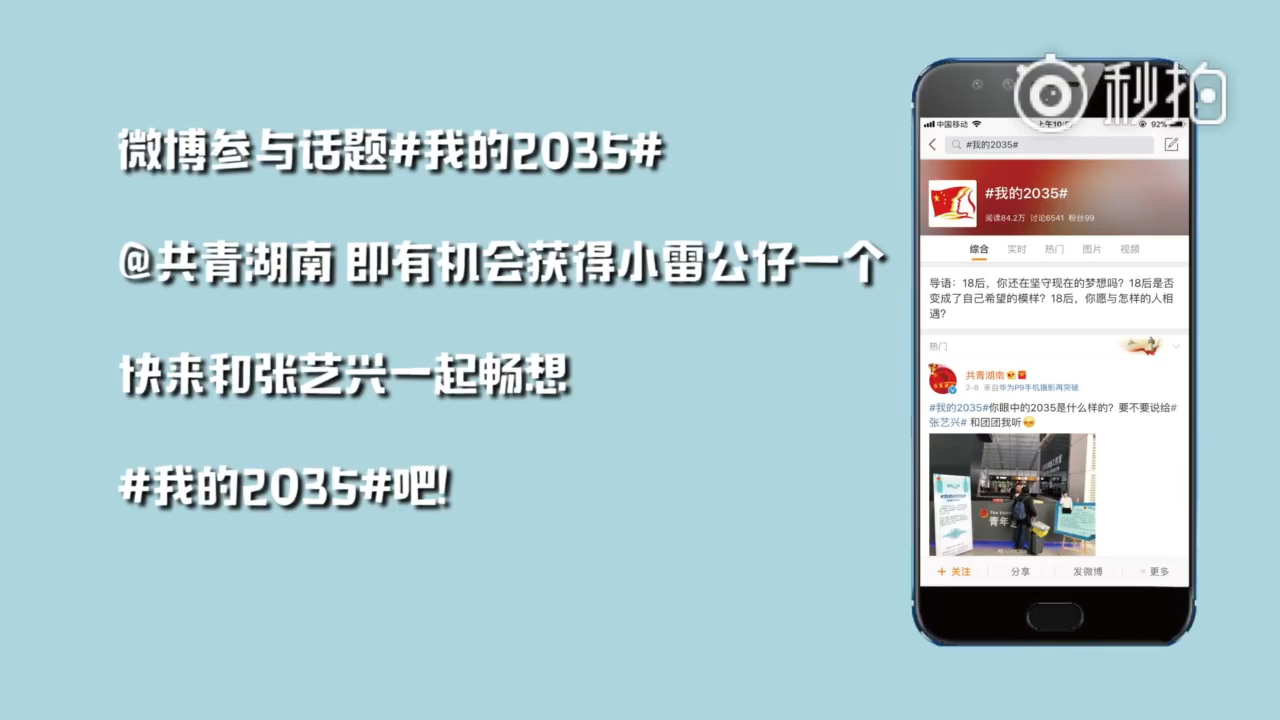 微博参与话题#我的2035#
@共青湖南 即有机会获得小雷公仔一个
快来和张艺兴一起畅想
#我的2035#吧!
秒拍
中国移动
92%
#我的2035#
#我的2035#
阅读84.2万 讨论6541 粉丝99
综合 实时 热门 图片 视频
导语：18后，你还在坚守现在的梦想吗？18后是否
变成了自己希望的模样？18后，你愿与怎样的人相
遇？
热门
共青湖南
2-8 来自华为P9手机摄影再突破
#我的2035#你眼中的2035是什么样的？要不要说给#
张艺兴# 和团团我听
青年
+ 关注 分享 发微博 更多